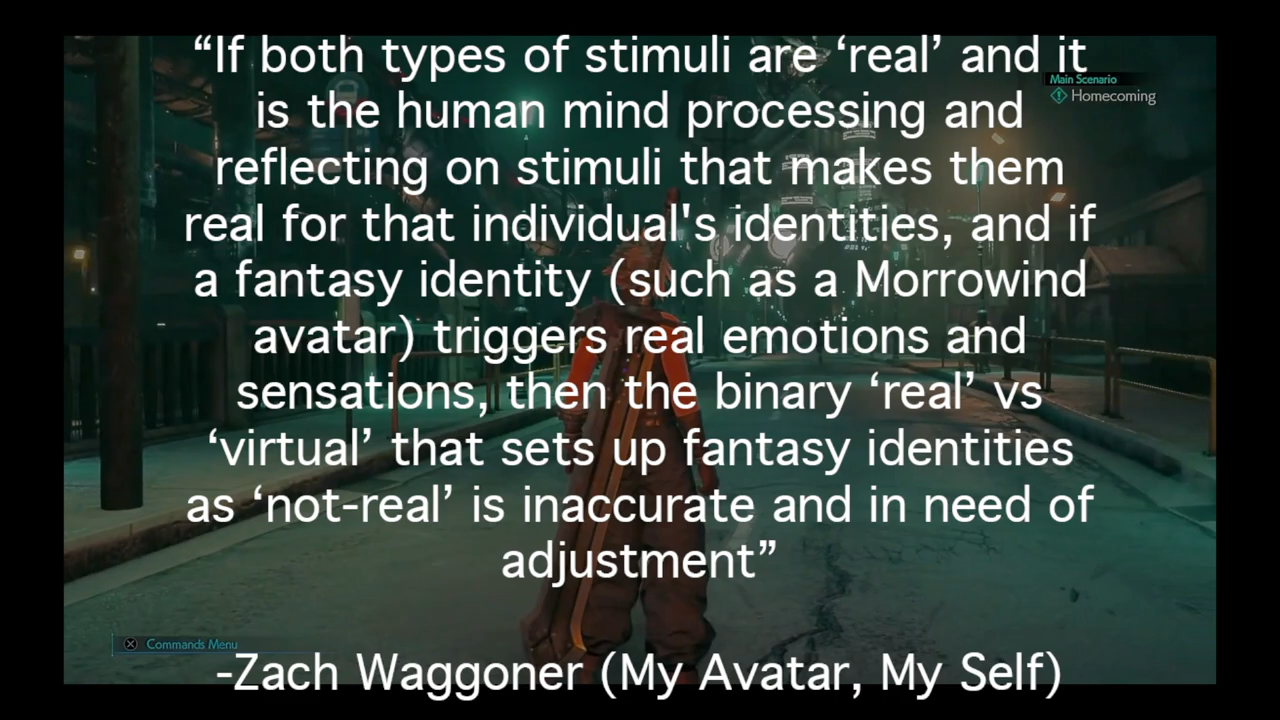 “If both types of stimuli are ‘real’ and it
is the human mind processing and
reflecting on stimuli that makes them
real for that individual's identities, and if
a fantasy identity (such as a Morrowind
avatar) triggers real emotions and
sensations, then the binary ‘real’ vs
‘virtual’ that sets up fantasy identities
as ‘not-real’ is inaccurate and in need of
adjustment”
-Zach Waggoner (My Avatar, My Self)
Main Scenario
Homecoming
Commands Menu